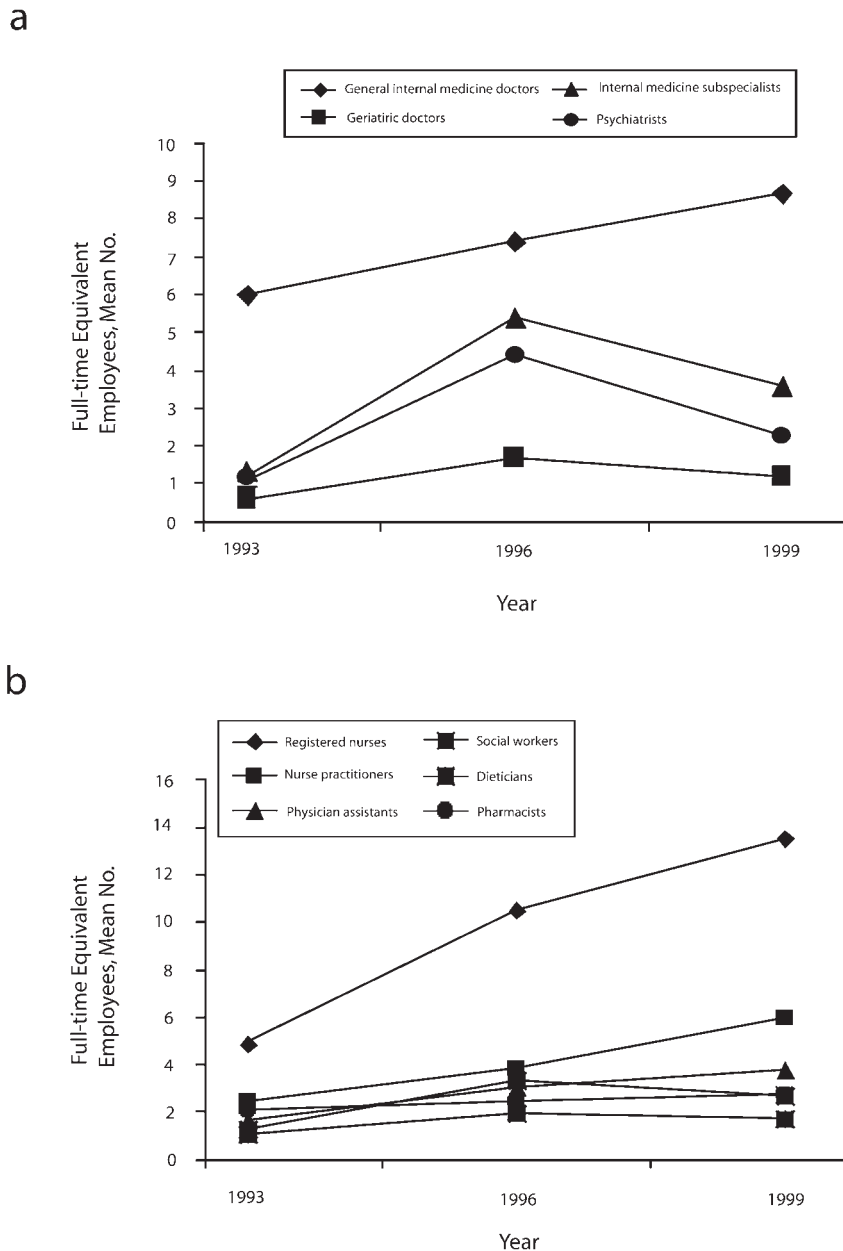 a
General internal medicine doctors Internal medicine subspecialists
Geriatiric doctors Psychiatrists
10
9
8
7
6
5
4
3
2
1
0
Full-time Equivalent
Employees, Mean No.
1993 1996 1999
Year
b
Registered nurses Social workers
Nurse practitioners Dieticians
Physician assistants Pharmacists
16
14
12
10
8
6
4
2
0
Full-time Equivalent
Employees, Mean No.
1993 1996 1999
Year